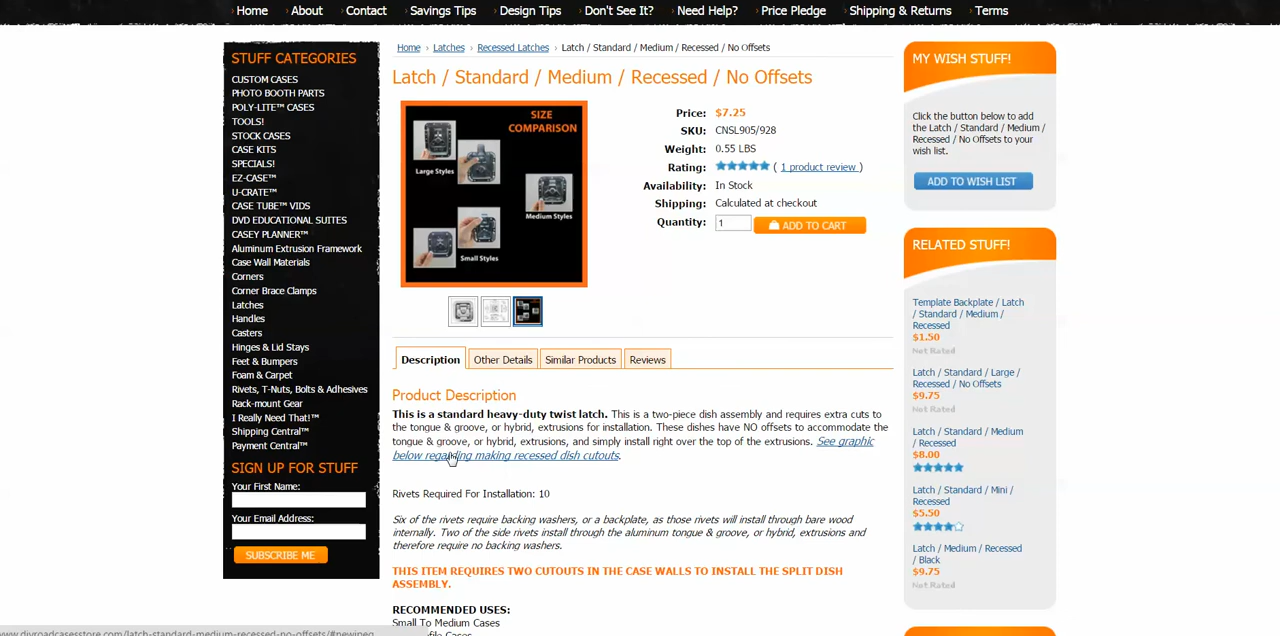 Home About Contact Savings Tips Design Tips Don't See It? Need Help? Price Pledge Shipping & Returns Terms
STUFF CATEGORIES
CUSTOM CASES
PHOTO BOOTH PARTS
POLY-LITE™ CASES
TOOLS!
STOCK CASES
CASE KITS
SPECIALS!
EZ-CASE™
U-CRATE™
CASE TUBE™ VIDS
DVD EDUCATIONAL SUITES
CASEY PLANNER™
Aluminum Extrusion Framework
Case Wall Materials
Corners
Corner Brace Clamps
Latches
Handles
Casters
Hinges & Lid Stays
Feet & Bumpers
Foam & Carpet
Rivets, T-Nuts, Bolts & Adhesives
Rack-mount Gear
I Really Need That!™
Shipping Central™
Payment Central™
SIGN UP FOR STUFF
Your First Name:
Your Email Address:
SUBSCRIBE ME
Home › Latches › Recessed Latches › Latch / Standard / Medium / Recessed / No Offsets
Latch / Standard / Medium / Recessed / No Offsets
SIZE
COMPARISON
Large Styles
Medium Styles
Small Styles
Price: $7.25
SKU: CNSL905/928
Weight: 0.55 LBS
Rating: ( 1 product review )
Availability: In Stock
Shipping: Calculated at checkout
Quantity: 1 ADD TO CART
Description Other Details Similar Products Reviews
Product Description
This is a standard heavy-duty twist latch. This is a two-piece dish assembly and requires extra cuts to
the tongue & groove, or hybrid, extrusions for installation. These dishes have NO offsets to accommodate the
tongue & groove, or hybrid, extrusions, and simply install right over the top of the extrusions. See graphic
below regarding making recessed dish cutouts.
Rivets Required For Installation: 10
Six of the rivets require backing washers, or a backplate, as those rivets will install through bare wood
internally. Two of the side rivets install through the aluminum tongue & groove, or hybrid, extrusions and
therefore require no backing washers.
THIS ITEM REQUIRES TWO CUTOUTS IN THE CASE WALLS TO INSTALL THE SPLIT DISH
ASSEMBLY.
RECOMMENDED USES:
Small To Medium Cases
Cases
MY WISH STUFF!
Click the button below to add
the Latch / Standard / Medium /
Recessed / No Offsets to your
wish list.
ADD TO WISH LIST
RELATED STUFF!
Template Backplate / Latch
/ Standard / Medium /
Recessed
$1.50
Not Rated
Latch / Standard / Large /
Recessed / No Offsets
$9.75
Not Rated
Latch / Standard / Medium
/ Recessed
$8.00
Latch / Standard / Mini /
Recessed
$5.50
Latch / Medium / Recessed
/ Black
$9.75
Not Rated